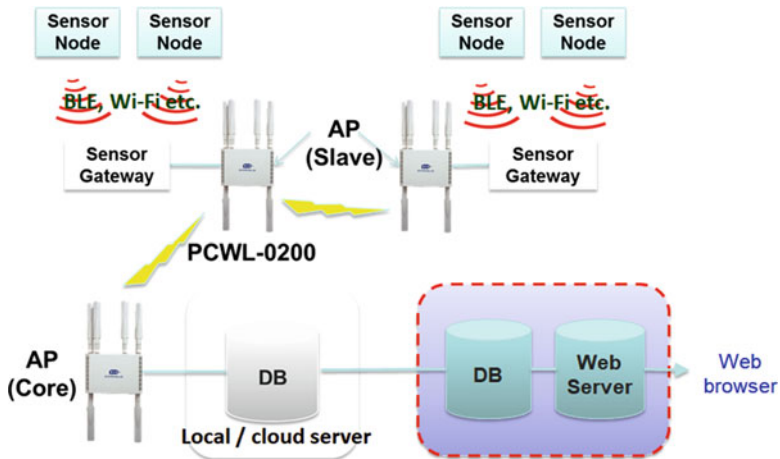 Sensor
Node
Sensor
Node
Sensor
Node
Sensor
Node
BLE, Wi-Fi etc.
BLE, Wi-Fi etc.
AP
(Slave)
Sensor
Gateway
Sensor
Gateway
PCWL-0200
AP
(Core)
DB
Local / cloud server
DB
Web
Server
Web
browser